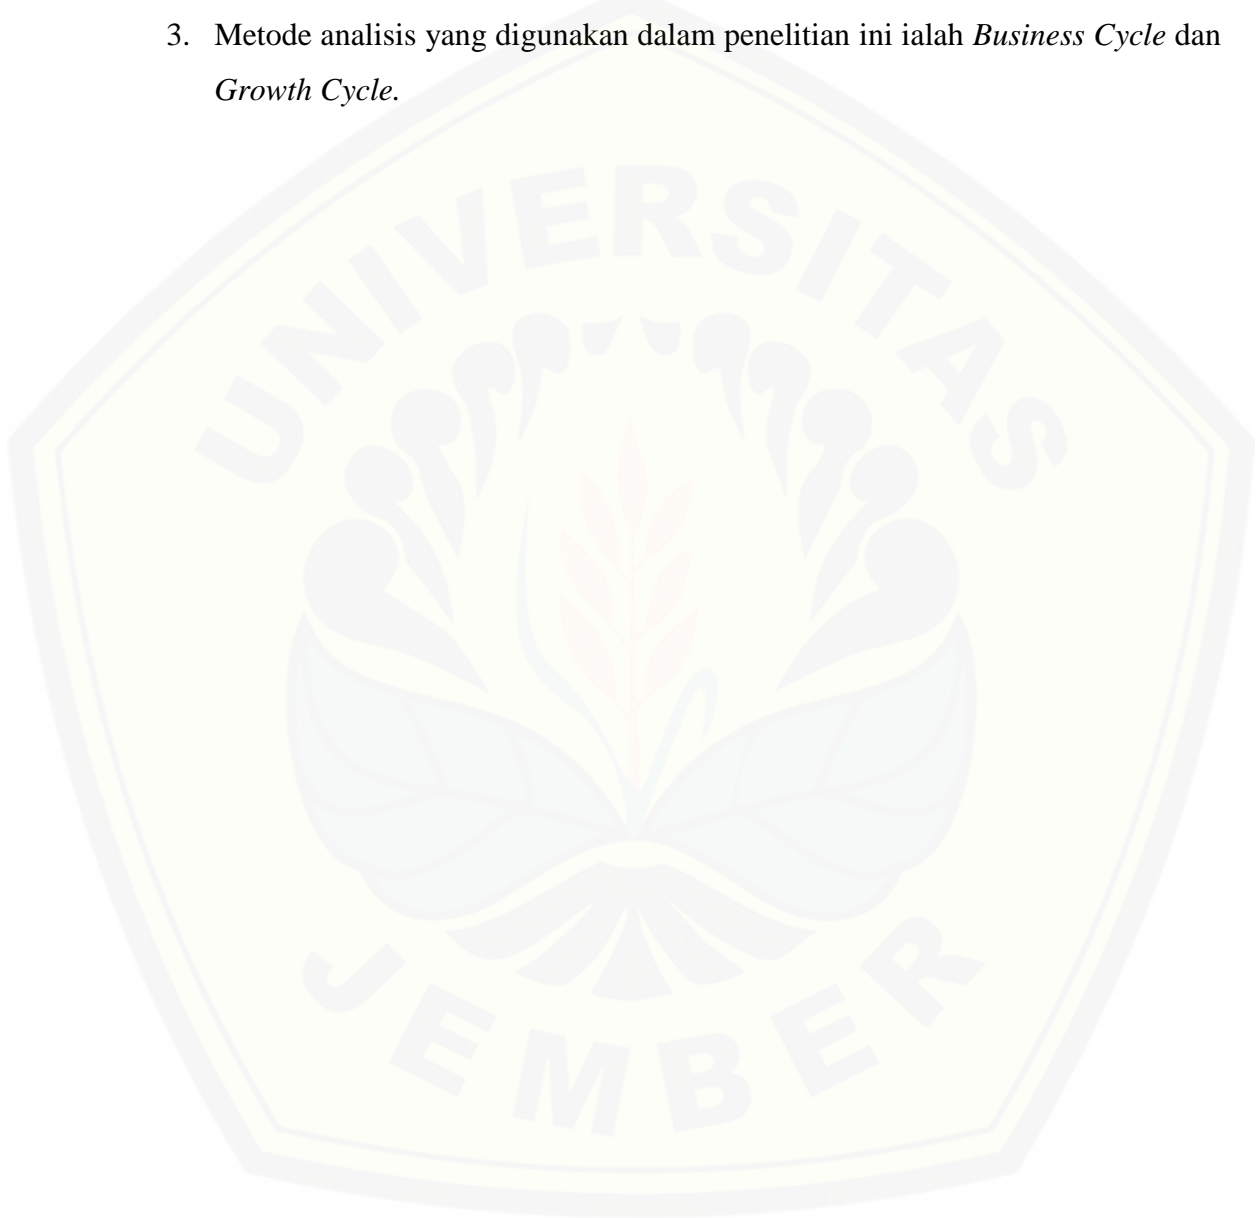 3. Metode analisis yang digunakan dalam penelitian ini ialah Business Cycle dan
Growth Cycle.
UNIVERSITAS
JEMBER